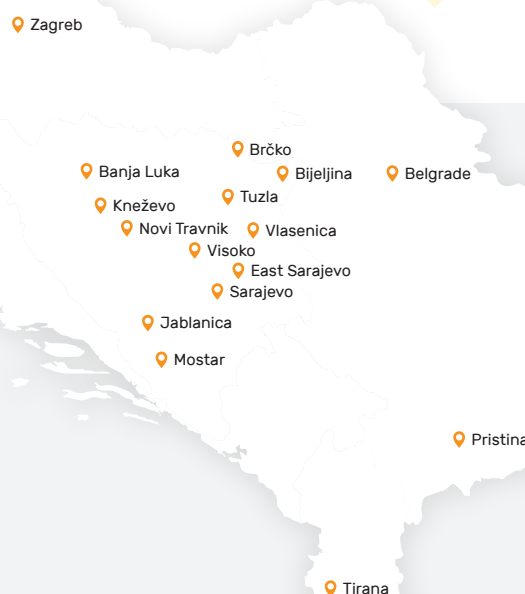 Zagreb
Brčko
Banja Luka
Bijeljina
Belgrade
Tuzla
Kneževo
Novi Travnik
Vlasenica
Visoko
East Sarajevo
Sarajevo
Jablanica
Mostar
Pristina
Tirana